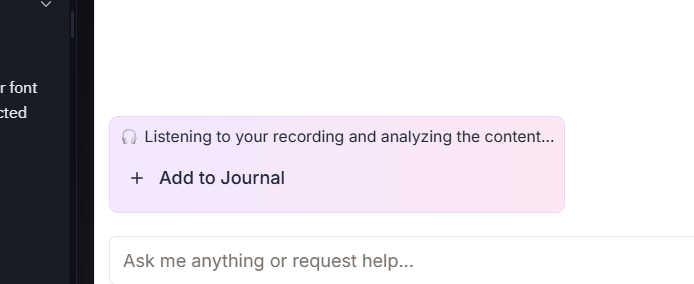 r font
cted
Listening to your recording and analyzing the content...
+ Add to Journal
Ask me anything or request help...